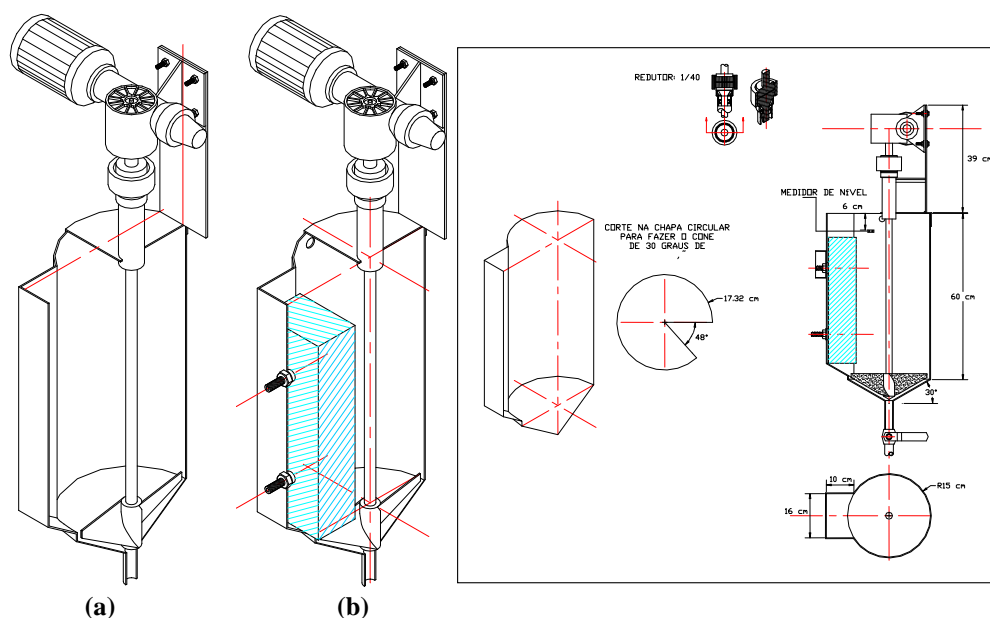 REDUTOR: 1/40
39 cm
MEDIDOR DE NíVEL
6 cm
CORTE NA CHAPA CIRCULAR
PARA FAZER O CONE
DE 30 GRAUS DE
17.32 cm
48°
60 cm
30°
10 cm
R15 cm
16 cm
(a)
(b)